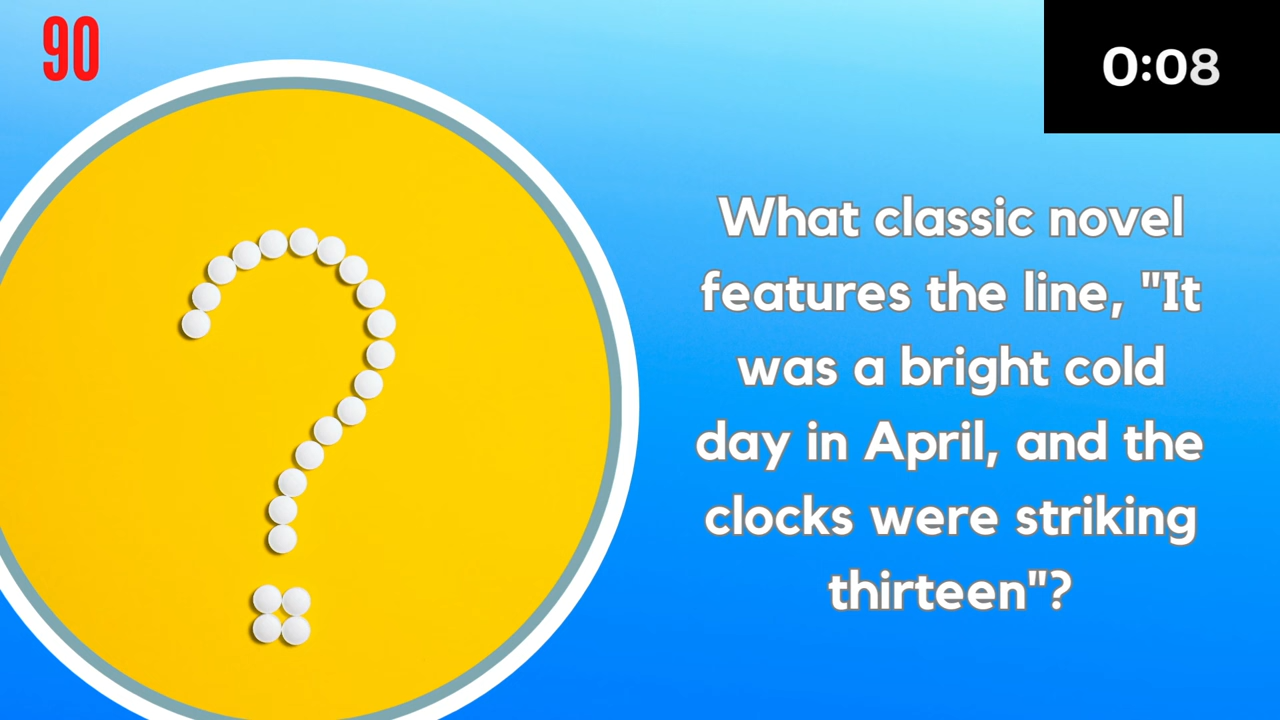 90
0:08
What classic novel
features the line, "It
was a bright cold
day in April, and the
clocks were striking
thirteen"?